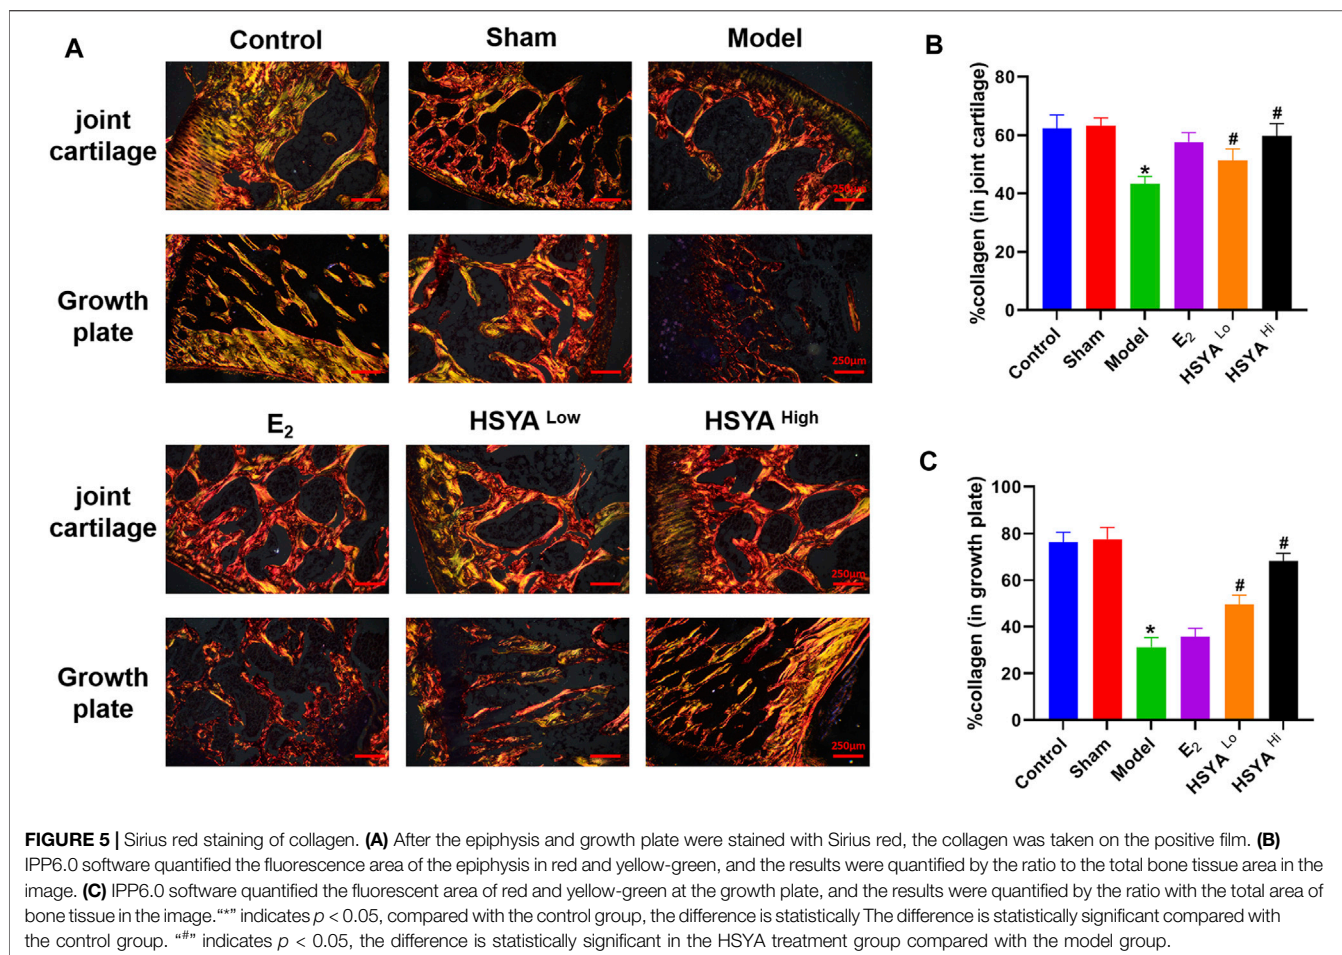 A
Control
Sham
Model
joint
cartilage
250μm
Growth
plate
250μm
E2
HSYA Low
HSYA High
joint
cartilage
250μm
Growth
plate
250μm
B
%collagen (in joint cartilage)
80
60
40
20
0
*
#
#
Control
Sham
Model
E2
HSYA Lo
HSYA Hi
C
%collagen (in growth plate)
100
80
60
40
20
0
*
#
#
Control
Sham
Model
E2
HSYA Lo
HSYA Hi
FIGURE 5 | Sirius red staining of collagen. (A) After the epiphysis and growth plate were stained with Sirius red, the collagen was taken on the positive film. (B)
IPP6.0 software quantified the fluorescence area of the epiphysis in red and yellow-green, and the results were quantified by the ratio to the total bone tissue area in the
image. (C) IPP6.0 software quantified the fluorescent area of red and yellow-green at the growth plate, and the results were quantified by the ratio with the total area of
bone tissue in the image.“*” indicates p < 0.05, compared with the control group, the difference is statistically The difference is statistically significant compared with
the control group. “#” indicates p < 0.05, the difference is statistically significant in the HSYA treatment group compared with the model group.